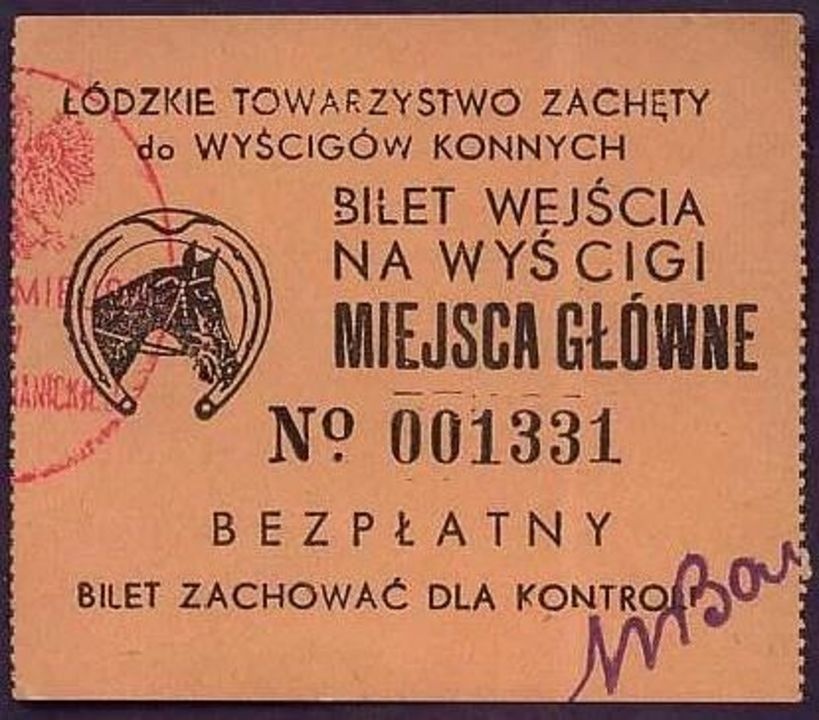 ŁÓDZKIE TOWARZYSTWO ZACHĘTY
do WYŚCIGÓW KONNYCH
BILET WEJŚCIA
NA WYŚCIGI
MIEJSCA GŁÓWNE
Nº 001331
BEZPŁATNY
BILET ZACHOWAĆ DLA KONTROLI